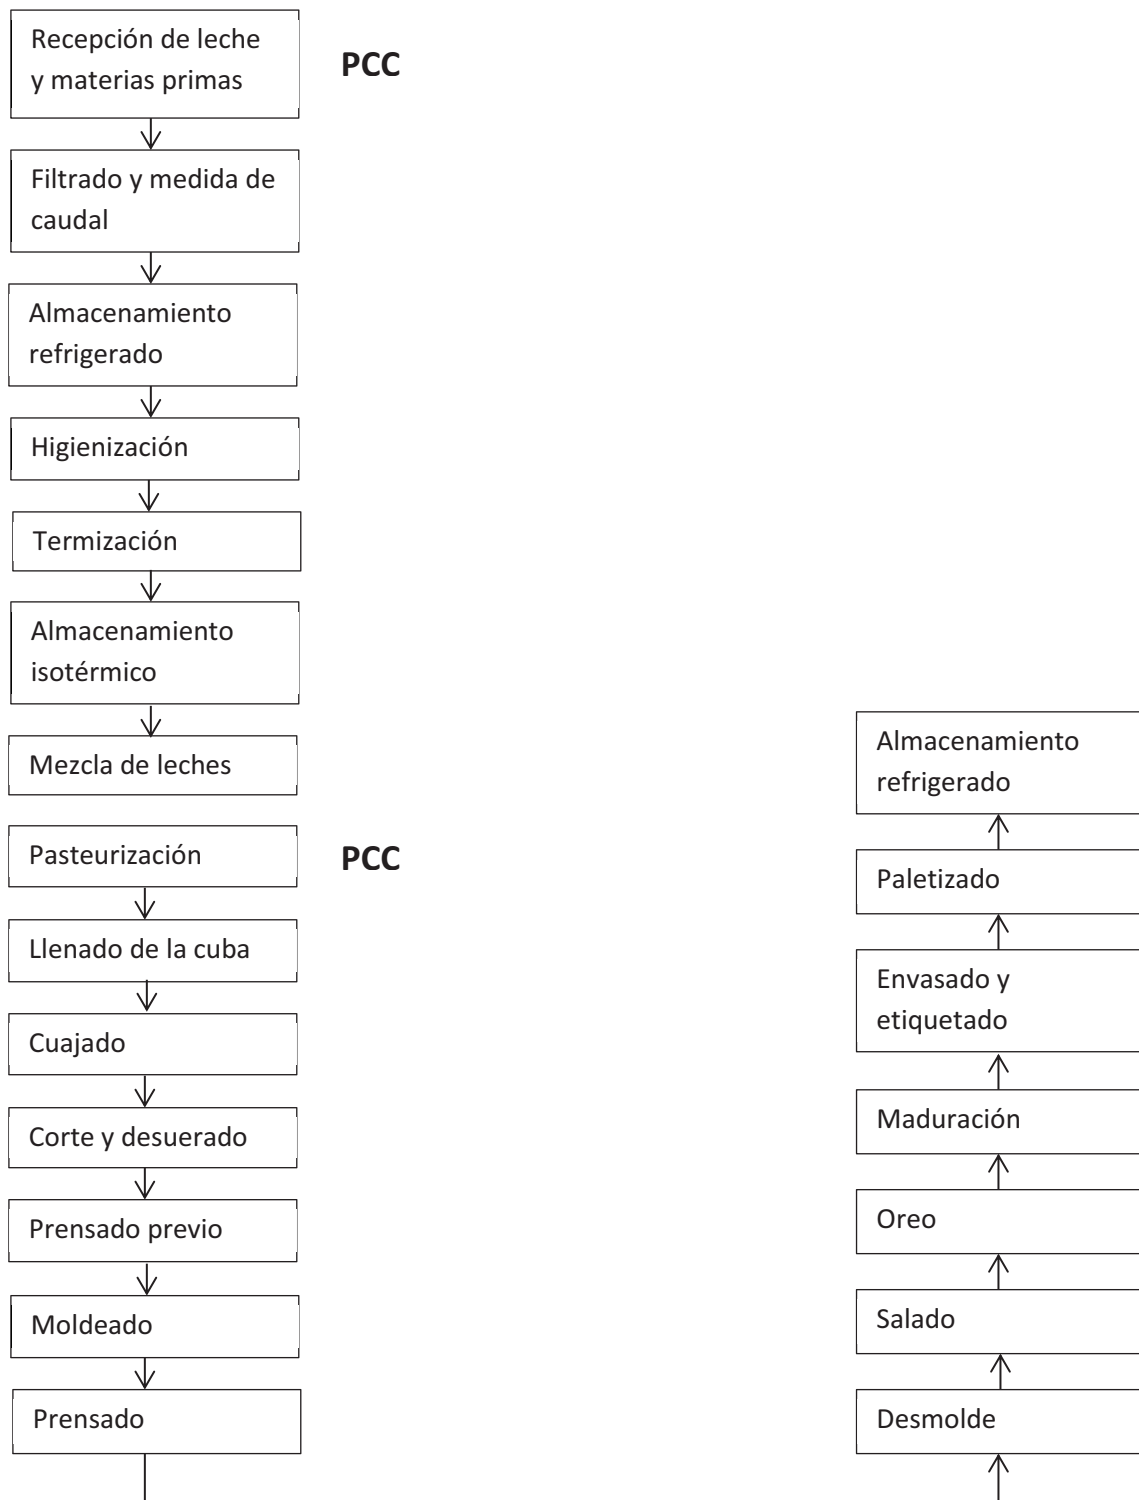 Recepción de leche
y materias primas
PCC
Filtrado y medida de
caudal
Almacenamiento
refrigerado
Higienización
Termización
Almacenamiento
isotérmico
Mezcla de leches
Pasteurización
PCC
Llenado de la cuba
Cuajado
Corte y desuerado
Prensado previo
Moldeado
Prensado
Almacenamiento
refrigerado
Paletizado
Envasado y
etiquetado
Maduración
Oreo
Salado
Desmolde